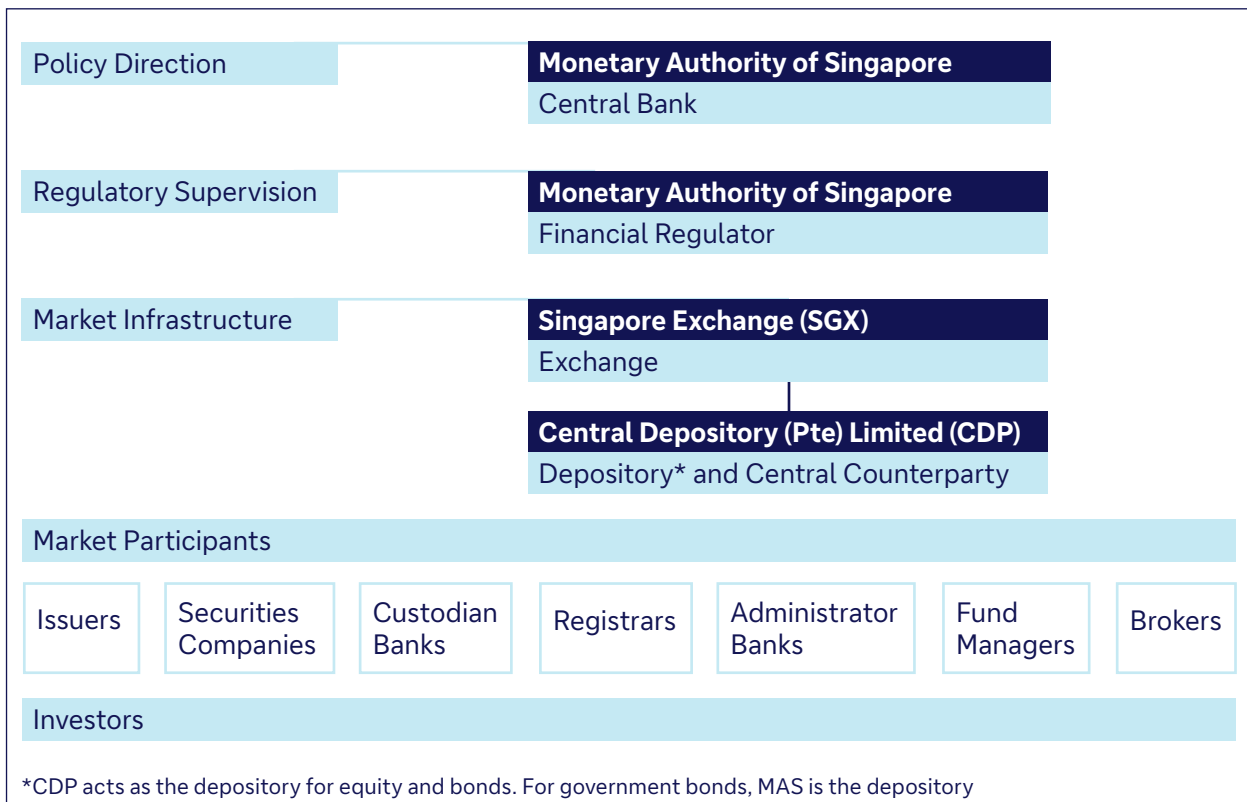 Policy Direction
Monetary Authority of Singapore
Central Bank
Regulatory Supervision
Monetary Authority of Singapore
Financial Regulator
Market Infrastructure
Singapore Exchange (SGX)
Exchange
Central Depository (Pte) Limited (CDP)
Depository* and Central Counterparty
Market Participants
Issuers
Securities
Companies
Custodian
Banks
Registrars
Administrator
Banks
Fund
Managers
Brokers
Investors
*CDP acts as the depository for equity and bonds. For government bonds, MAS is the depository